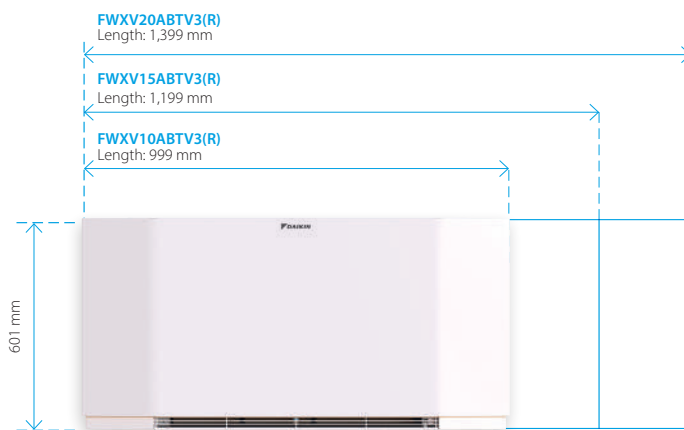 FWXV20ABTV3(R)
Length: 1,399 mm
FWXV15ABTV3(R)
Length: 1,199 mm
FWXV10ABTV3(R)
Length: 999 mm
DAIKIN
601 mm